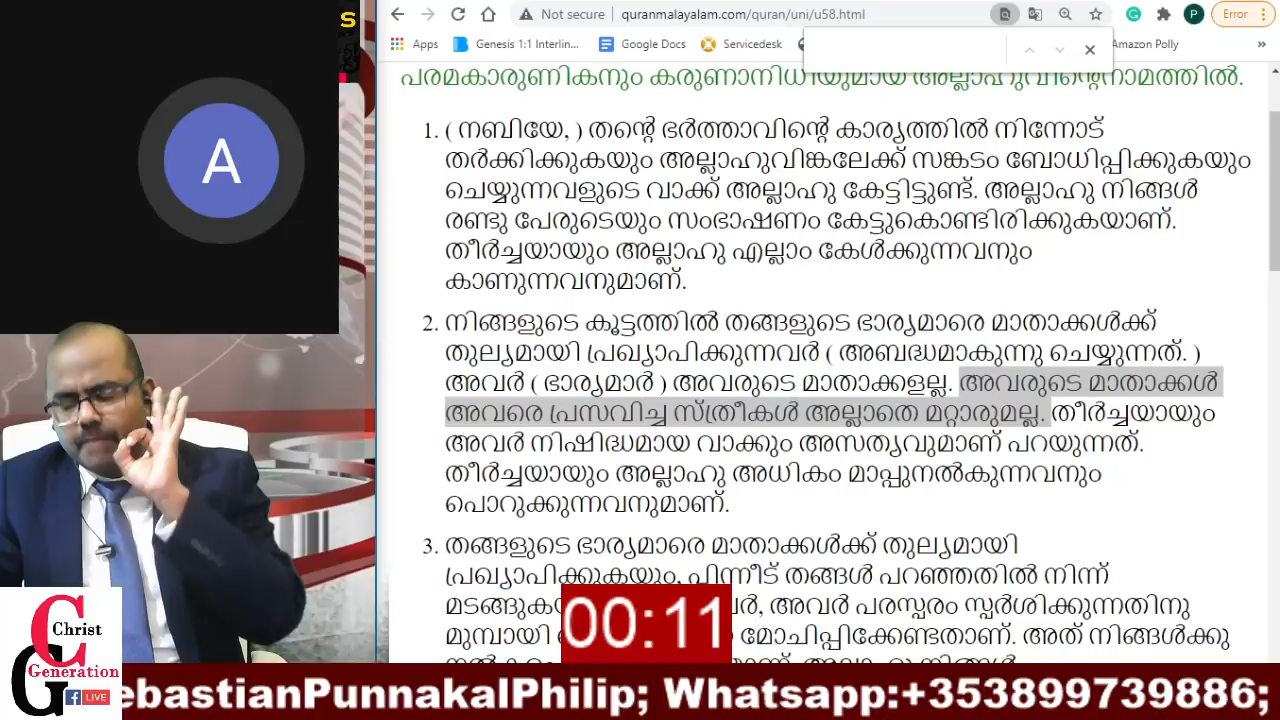 S
A
Not secure | quranmalayalam.com/quran/uni/u58.html
P
Error
Apps
Genesis 1:1 Interlin...
Google Docs
Servicedesk
Amazon Polly
»
പരമകാരുണികനും കരുണാനിധിയുമായ അല്ലാഹുവിന്റെനാമത്തിൽ.
1. ( നബിയേ, ) തന്റെ ഭർത്താവിന്റെ കാര്യത്തിൽ നിന്നോട്
തർക്കിക്കുകയും അല്ലാഹുവിങ്കലേക്ക് സങ്കടം ബോധിപ്പിക്കുകയും
ചെയ്യുന്നവളുടെ വാക്ക് അല്ലാഹു കേട്ടിട്ടുണ്ട്. അല്ലാഹു നിങ്ങൾ
രണ്ടു പേരുടെയും സംഭാഷണം കേട്ടുകൊണ്ടിരിക്കുകയാണ്.
തീർച്ചയായും അല്ലാഹു എല്ലാം കേൾക്കുന്നവനും
കാണുന്നവനുമാണ്.
2. നിങ്ങളുടെ കൂട്ടത്തിൽ തങ്ങളുടെ ഭാര്യമാരെ മാതാക്കൾക്ക്
തുല്യമായി പ്രഖ്യാപിക്കുന്നവർ ( അബദ്ധമാകുന്നു ചെയ്യുന്നത്. )
അവർ ( ഭാര്യമാർ ) അവരുടെ മാതാക്കളല്ല. അവരുടെ മാതാക്കൾ
അവരെ പ്രസവിച്ച സ്ത്രീകൾ അല്ലാതെ മറ്റാരുമല്ല. തീർച്ചയായും
അവർ നിഷിദ്ധമായ വാക്കും അസത്യവുമാണ് പറയുന്നത്.
തീർച്ചയായും അല്ലാഹു അധികം മാപ്പുനൽകുന്നവനും
പൊറുക്കുന്നവനുമാണ്.
3. തങ്ങളുടെ ഭാര്യമാരെ മാതാക്കൾക്ക് തുല്യമായി
പ്രഖ്യാപിക്കുകയും, പിന്നീട് തങ്ങൾ പറഞ്ഞതിൽ നിന്ന്
അവർ പരസ്പരം സ്പർശിക്കുന്നതിനു
മുമ്പായി മോചിപ്പിക്കേണ്ടതാണ്. അത് നിങ്ങൾക്കു
00:11
Christ
Generation
LIVE
ebastianPunnakalPhilip; Whatsapp:+353899739886;